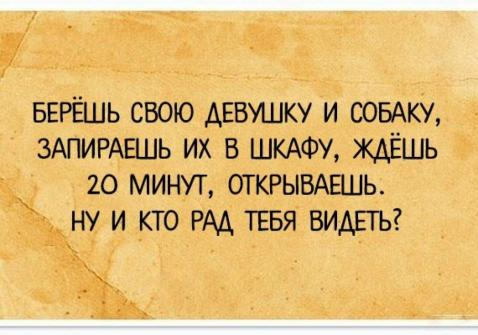 БЕРЁШЬ СВОЮ ДЕВУШКУ И СОБАКУ,
ЗАПИРАЕШЬ ИХ В ШКАФУ, ЖДЁШЬ
20 МИНУТ, ОТКРЫВАЕШЬ.
НУ И КТО РАД ТЕБЯ ВИДЕТЬ?